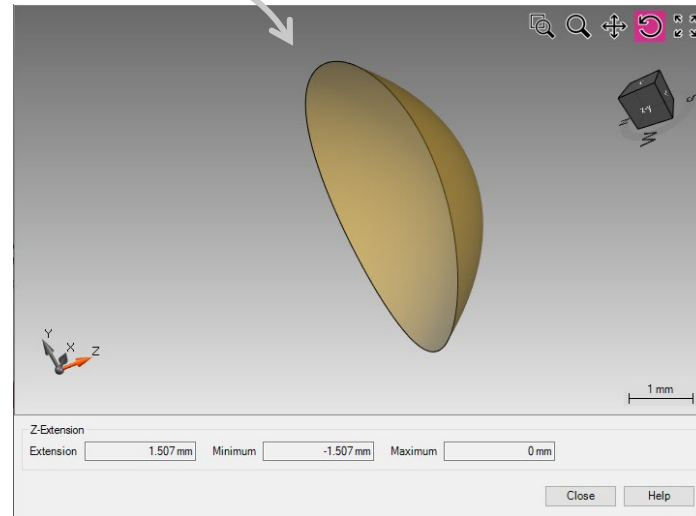 x-y
Y
X
Z
1 mm
Z-Extension
Extension 1.507 mm Minimum -1.507 mm Maximum 0 mm
Close Help